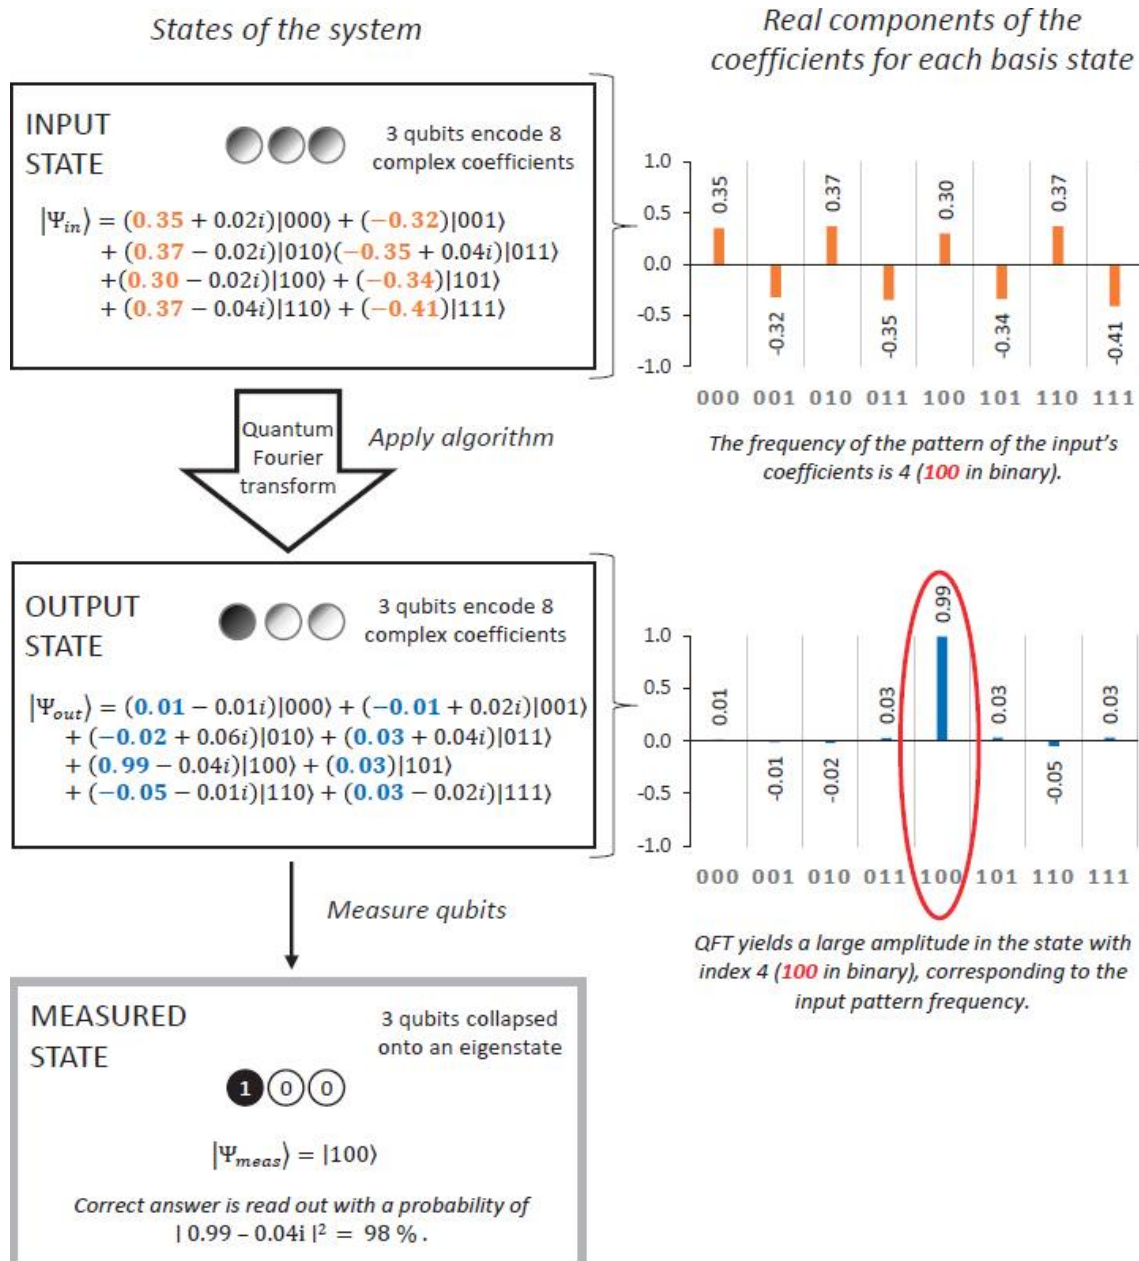 States of the system
Real components of the
coefficients for each basis state
INPUT
STATE
3 qubits encode 8
complex coefficients
|Ψin⟩ = (0.35 + 0.02i)|000⟩ + (−0.32)|001⟩
+ (0.37 − 0.02i)|010⟩(−0.35 + 0.04i)|011⟩
+(0.30 − 0.02i)|100⟩ + (−0.34)|101⟩
+ (0.37 − 0.04i)|110⟩ + (−0.41)|111⟩
1.0
0.5
0.0
-0.5
-1.0
0.35
-0.32
0.37
-0.35
0.30
-0.34
0.37
-0.41
000 001 010 011 100 101 110 111
The frequency of the pattern of the input's
coefficients is 4 (100 in binary).
Quantum
Fourier
transform
Apply algorithm
OUTPUT
STATE
3 qubits encode 8
complex coefficients
|Ψout⟩ = (0.01 − 0.01i)|000⟩ + (−0.01 + 0.02i)|001⟩
+ (−0.02 + 0.06i)|010⟩ + (0.03 + 0.04i)|011⟩
+ (0.99 − 0.04i)|100⟩ + (0.03)|101⟩
+ (−0.05 − 0.01i)|110⟩ + (0.03 − 0.02i)|111⟩
1.0
0.5
0.0
-0.5
-1.0
0.01
-0.01
-0.02
0.03
0.99
0.03
-0.05
0.03
000 001 010 011 100 101 110 111
QFT yields a large amplitude in the state with
index 4 (100 in binary), corresponding to the
input pattern frequency.
Measure qubits
MEASURED
STATE
3 qubits collapsed
onto an eigenstate
1 0 0
|Ψmeas⟩ = |100⟩
Correct answer is read out with a probability of
| 0.99 – 0.04i |² = 98 % .